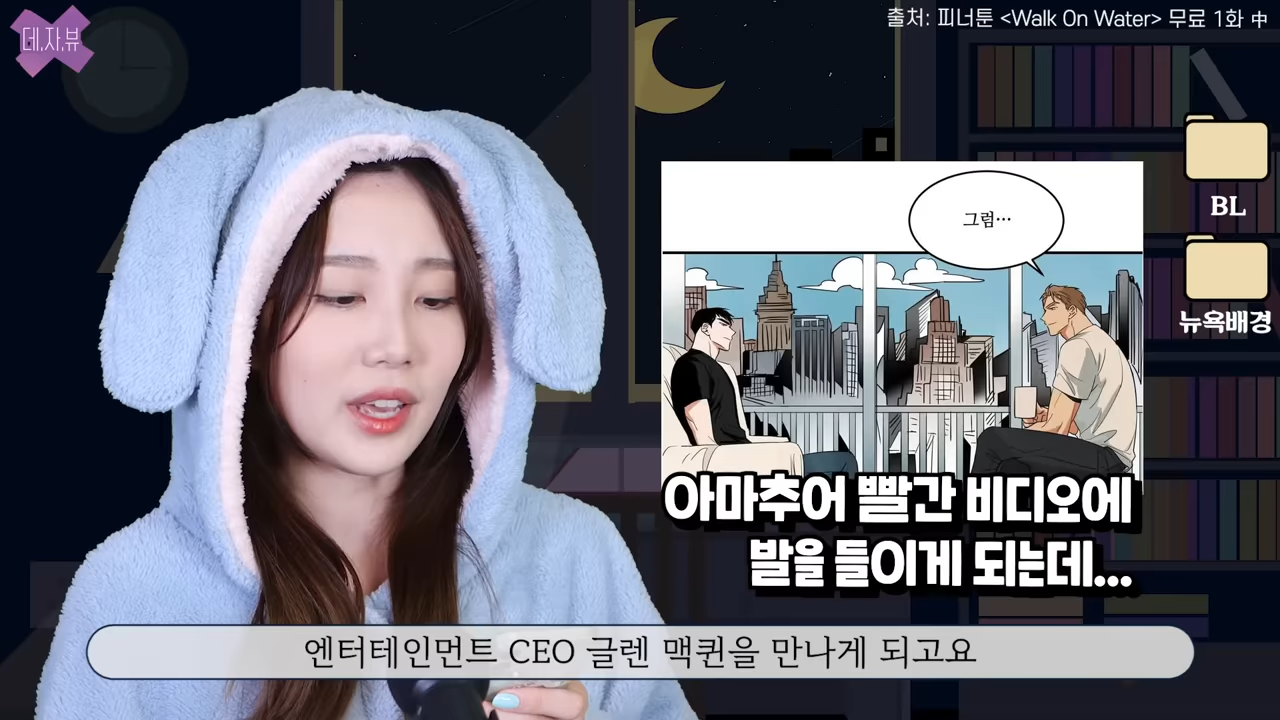 데,자,뷰
출처: 피너툰 <Walk On Water> 무료 1화 中
그럼…
BL
뉴욕배경
아마추어 빨간 비디오에
발을 들이게 되는데...
엔터테인먼트 CEO 글렌 맥퀸을 만나게 되고요